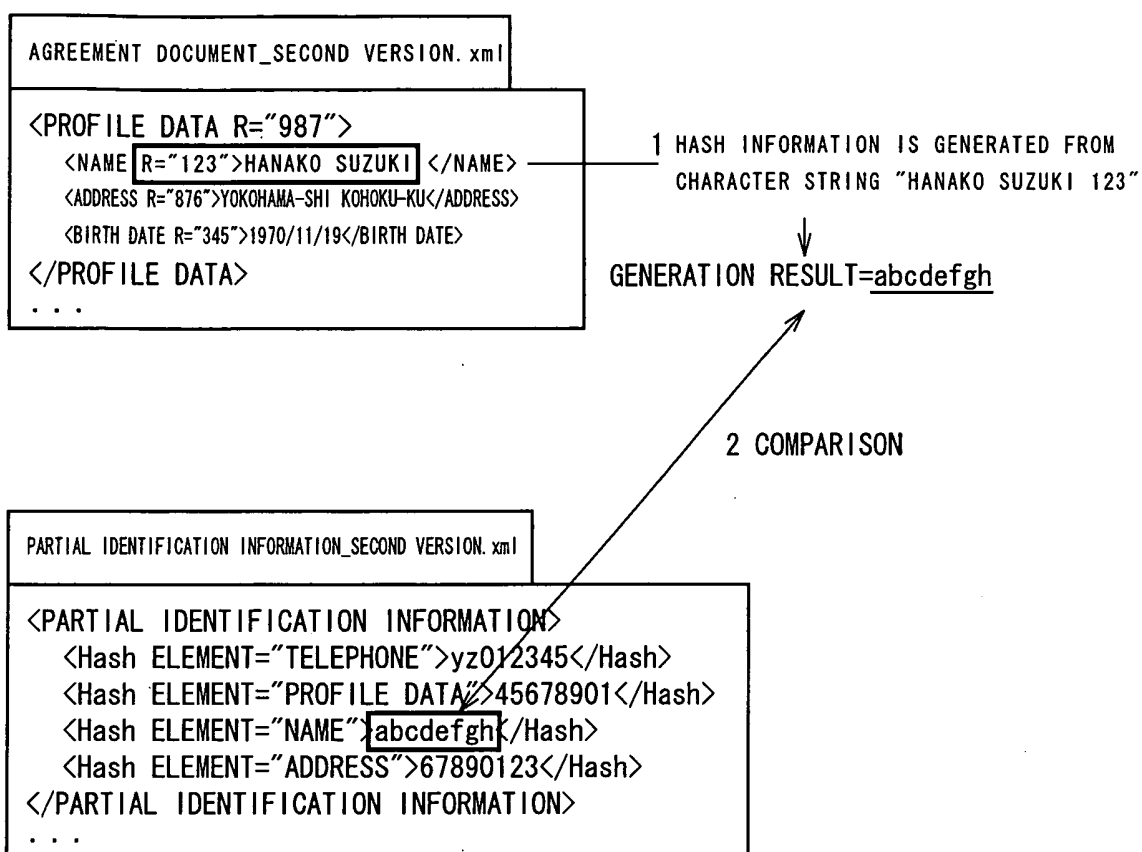 AGREEMENT DOCUMENT_SECOND VERSION.xml
<PROFILE DATA R="987">
<NAME R="123">HANAKO SUZUKI </NAME>
<ADDRESS R="876">YOKOHAMA-SHI KOHOKU-KU</ADDRESS>
<BIRTH DATE R="345">1970/11/19</BIRTH DATE>
</PROFILE DATA>
...
1 HASH INFORMATION IS GENERATED FROM
CHARACTER STRING "HANAKO SUZUKI 123"
GENERATION RESULT=abcdefgh
2 COMPARISON
PARTIAL IDENTIFICATION INFORMATION_SECOND VERSION.xml
<PARTIAL IDENTIFICATION INFORMATION>
<Hash ELEMENT="TELEPHONE">yz012345</Hash>
<Hash ELEMENT="PROFILE DATA">45678901</Hash>
<Hash ELEMENT="NAME">abcdefgh</Hash>
<Hash ELEMENT="ADDRESS">67890123</Hash>
</PARTIAL IDENTIFICATION INFORMATION>
...